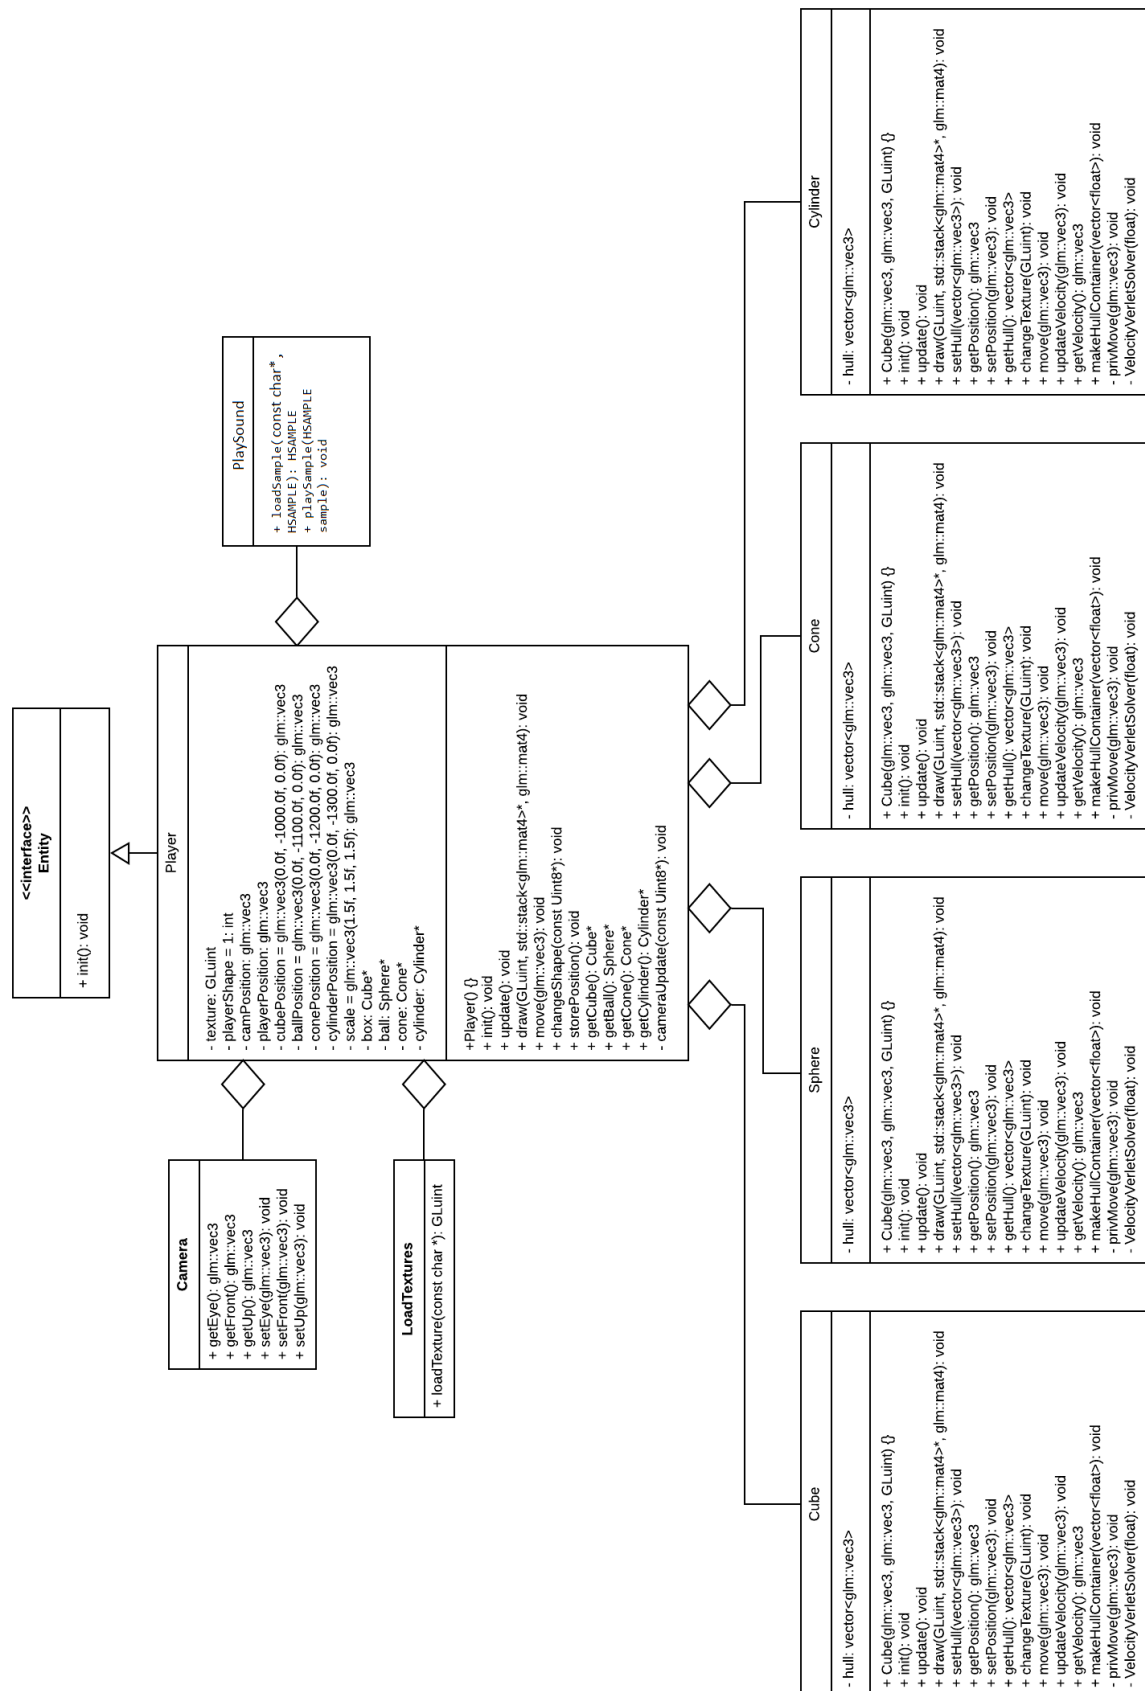 <<interface>>
Entity
+ init(): void
Camera
+ getEye(): glm::vec3
+ getFront(): glm::vec3
+ getUp(): glm::vec3
+ setEye(glm::vec3): void
+ setFront(glm::vec3): void
+ setUp(glm::vec3): void
LoadTextures
+ loadTexture(const char *): GLuint
Player
- texture: GLuint
- playerShape = 1: int
- camPosition: glm::vec3
- playerPosition: glm::vec3
- cubePosition = glm::vec3(0.0f, -1000.0f, 0.0f): glm::vec3
- ballPosition = glm::vec3(0.0f, -1100.0f, 0.0f): glm::vec3
- conePosition = glm::vec3(0.0f, -1200.0f, 0.0f): glm::vec3
- cylinderPosition = glm::vec3(0.0f, -1300.0f, 0.0f): glm::vec3
- scale = glm::vec3(1.5f, 1.5f, 1.5f): glm::vec3
- box: Cube*
- ball: Sphere*
- cone: Cone*
- cylinder: Cylinder*
+Player() {}
+ init(): void
+ update(): void
+ draw(GLuint, std::stack<glm::mat4>*, glm::mat4): void
+ move(glm::vec3): void
+ changeShape(const Uint8*): void
+ storePosition(): void
+ getCube(): Cube*
+ getBall(): Sphere*
+ getCone(): Cone*
+ getCylinder(): Cylinder*
- cameraUpdate(const Uint8*): void
PlaySound
+ loadSample(const char*,
HSAMPLE): HSAMPLE
+ playSample(HSAMPLE
sample): void
Cube
- hull: vector<glm::vec3>
+ Cube(glm::vec3, glm::vec3, GLuint) {}
+ init(): void
+ update(): void
+ draw(GLuint, std::stack<glm::mat4>*, glm::mat4): void
+ setHull(vector<glm::vec3>): void
+ getPosition(): glm::vec3
+ setPosition(glm::vec3): void
+ getHull(): vector<glm::vec3>
+ changeTexture(GLuint): void
+ move(glm::vec3): void
+ updateVelocity(glm::vec3): void
+ getVelocity(): glm::vec3
+ makeHullContainer(vector<float>): void
- privMove(glm::vec3): void
- VelocityVerletSolver(float): void
Sphere
- hull: vector<glm::vec3>
+ Cube(glm::vec3, glm::vec3, GLuint) {}
+ init(): void
+ update(): void
+ draw(GLuint, std::stack<glm::mat4>*, glm::mat4): void
+ setHull(vector<glm::vec3>): void
+ getPosition(): glm::vec3
+ setPosition(glm::vec3): void
+ getHull(): vector<glm::vec3>
+ changeTexture(GLuint): void
+ move(glm::vec3): void
+ updateVelocity(glm::vec3): void
+ getVelocity(): glm::vec3
+ makeHullContainer(vector<float>): void
- privMove(glm::vec3): void
- VelocityVerletSolver(float): void
Cone
- hull: vector<glm::vec3>
+ Cube(glm::vec3, glm::vec3, GLuint) {}
+ init(): void
+ update(): void
+ draw(GLuint, std::stack<glm::mat4>*, glm::mat4): void
+ setHull(vector<glm::vec3>): void
+ getPosition(): glm::vec3
+ setPosition(glm::vec3): void
+ getHull(): vector<glm::vec3>
+ changeTexture(GLuint): void
+ move(glm::vec3): void
+ updateVelocity(glm::vec3): void
+ getVelocity(): glm::vec3
+ makeHullContainer(vector<float>): void
- privMove(glm::vec3): void
- VelocityVerletSolver(float): void
Cylinder
- hull: vector<glm::vec3>
+ Cube(glm::vec3, glm::vec3, GLuint) {}
+ init(): void
+ update(): void
+ draw(GLuint, std::stack<glm::mat4>*, glm::mat4): void
+ setHull(vector<glm::vec3>): void
+ getPosition(): glm::vec3
+ setPosition(glm::vec3): void
+ getHull(): vector<glm::vec3>
+ changeTexture(GLuint): void
+ move(glm::vec3): void
+ updateVelocity(glm::vec3): void
+ getVelocity(): glm::vec3
+ makeHullContainer(vector<float>): void
- privMove(glm::vec3): void
- VelocityVerletSolver(float): void